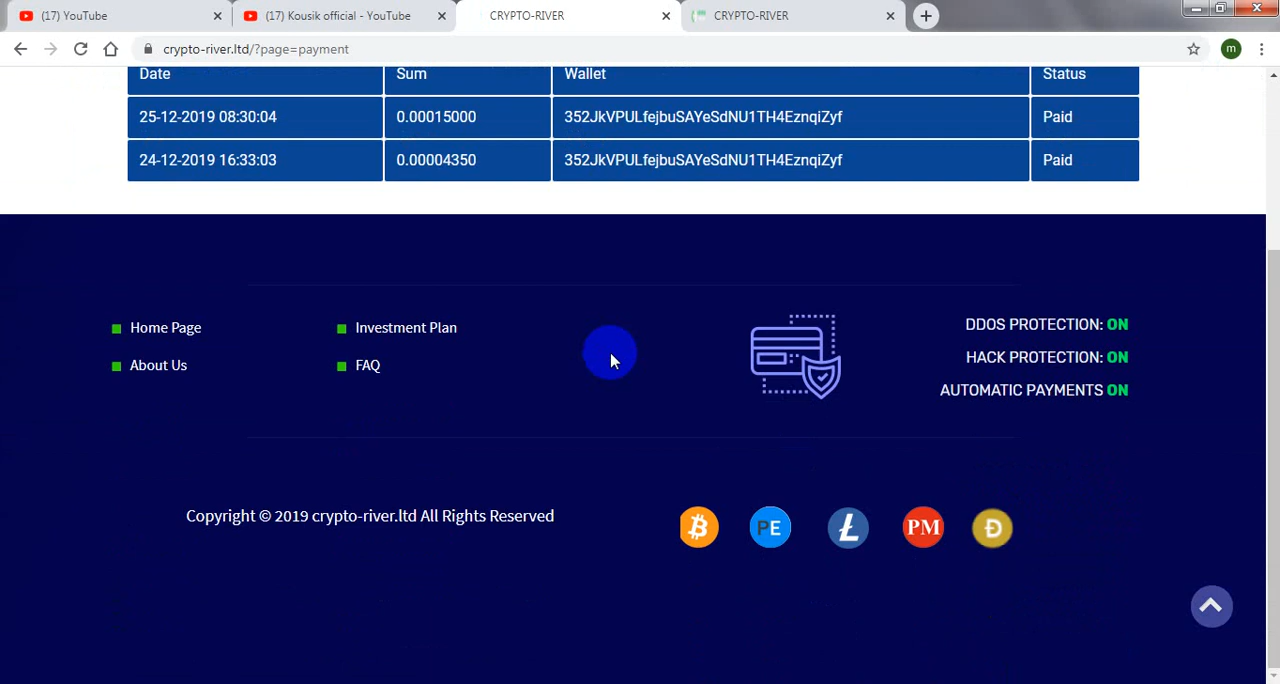 (17) YouTube
(17) Kousik official - YouTube
CRYPTO-RIVER
CRYPTO-RIVER
crypto-river.ltd/?page=payment
m
Date Sum Wallet Status
25-12-2019 08:30:04 0.00015000 352JkVPULfejbuSAYeSdNU1TH4EznqiZyf Paid
24-12-2019 16:33:03 0.00004350 352JkVPULfejbuSAYeSdNU1TH4EznqiZyf Paid
Home Page
Investment Plan
About Us
FAQ
DDOS PROTECTION: ON
HACK PROTECTION: ON
AUTOMATIC PAYMENTS ON
Copyright © 2019 crypto-river.ltd All Rights Reserved
PE
PM